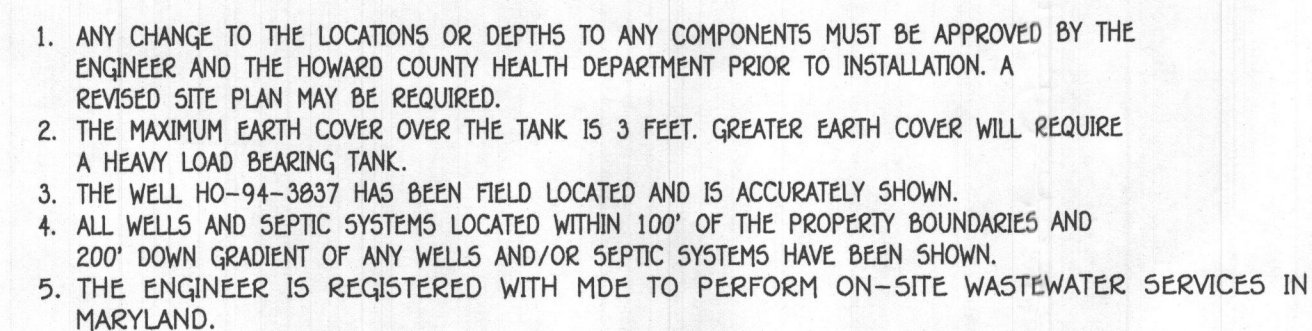 1. ANY CHANGE TO THE LOCATIONS OR DEPTHS TO ANY COMPONENTS MUST BE APPROVED BY THE
ENGINEER AND THE HOWARD COUNTY HEALTH DEPARTMENT PRIOR TO INSTALLATION. A
REVISED SITE PLAN MAY BE REQUIRED.
2. THE MAXIMUM EARTH COVER OVER THE TANK IS 3 FEET. GREATER EARTH COVER WILL REQUIRE
A HEAVY LOAD BEARING TANK.
3. THE WELL HO-94-3837 HAS BEEN FIELD LOCATED AND IS ACCURATELY SHOWN.
4. ALL WELLS AND SEPTIC SYSTEMS LOCATED WITHIN 100' OF THE PROPERTY BOUNDARIES AND
200' DOWN GRADIENT OF ANY WELLS AND/OR SEPTIC SYSTEMS HAVE BEEN SHOWN.
5. THE ENGINEER IS REGISTERED WITH MDE TO PERFORM ON-SITE WASTEWATER SERVICES IN
MARYLAND.